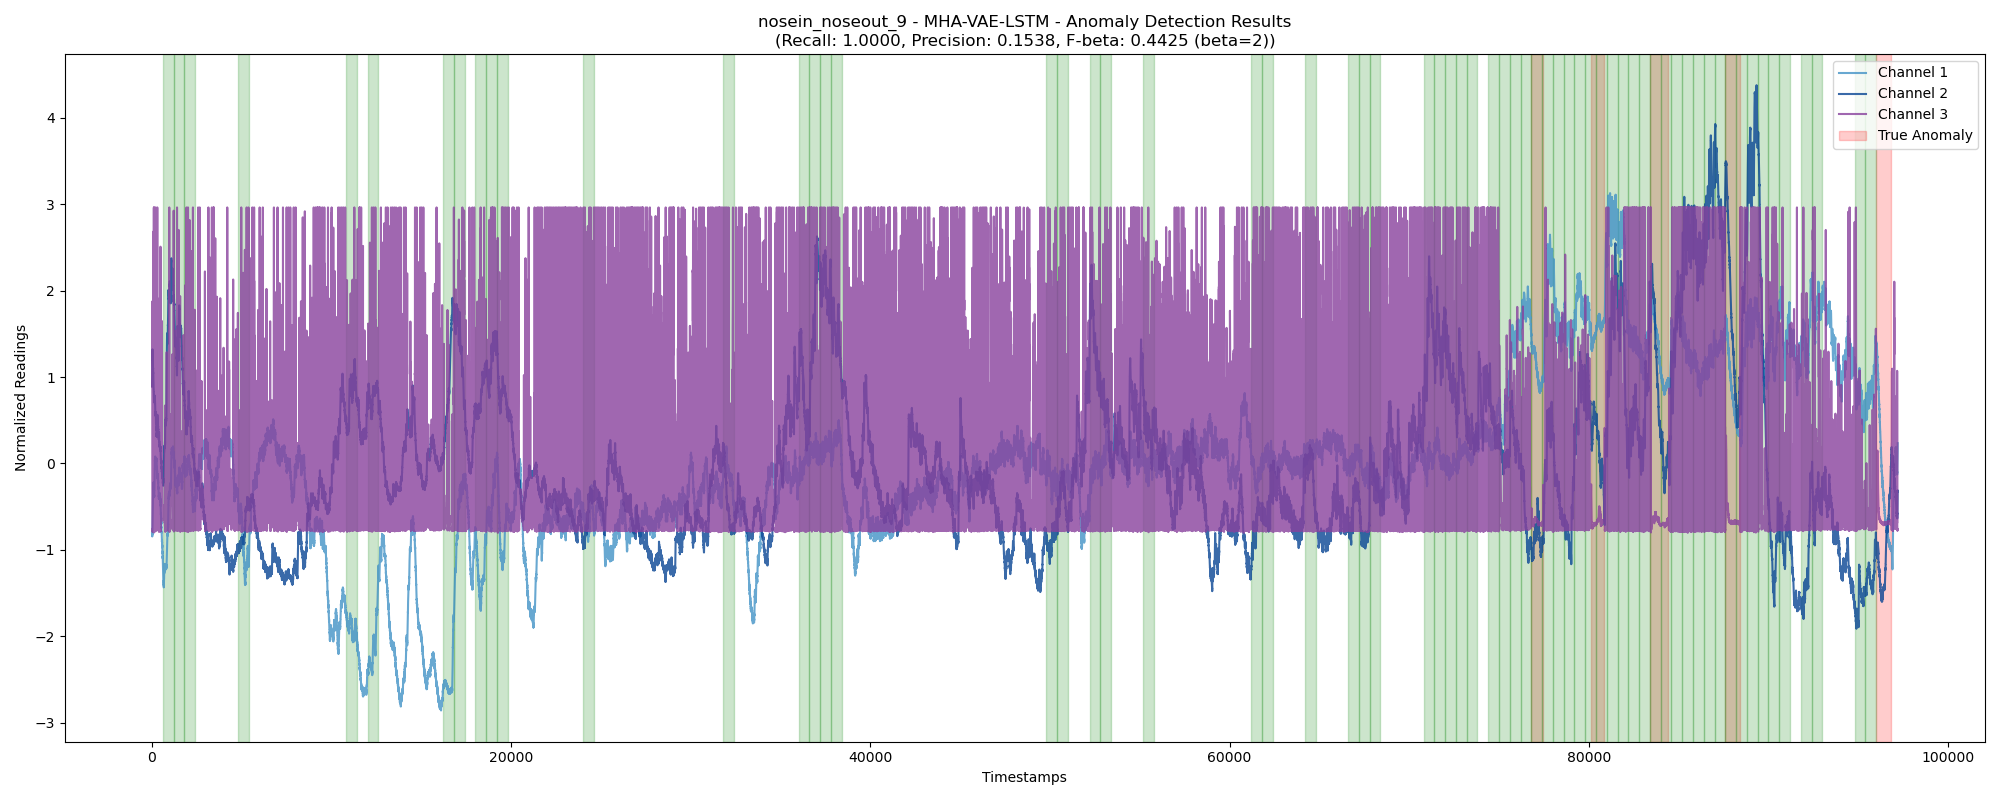 nosein_noseout_9 - MHA-VAE-LSTM - Anomaly Detection Results
(Recall: 1.0000, Precision: 0.1538, F-beta: 0.4425 (beta=2))
Channel 1
Channel 2
Channel 3
True Anomaly
Normalized Readings
4
3
2
1
0
−1
−2
−3
0
20000
40000
60000
80000
100000
Timestamps